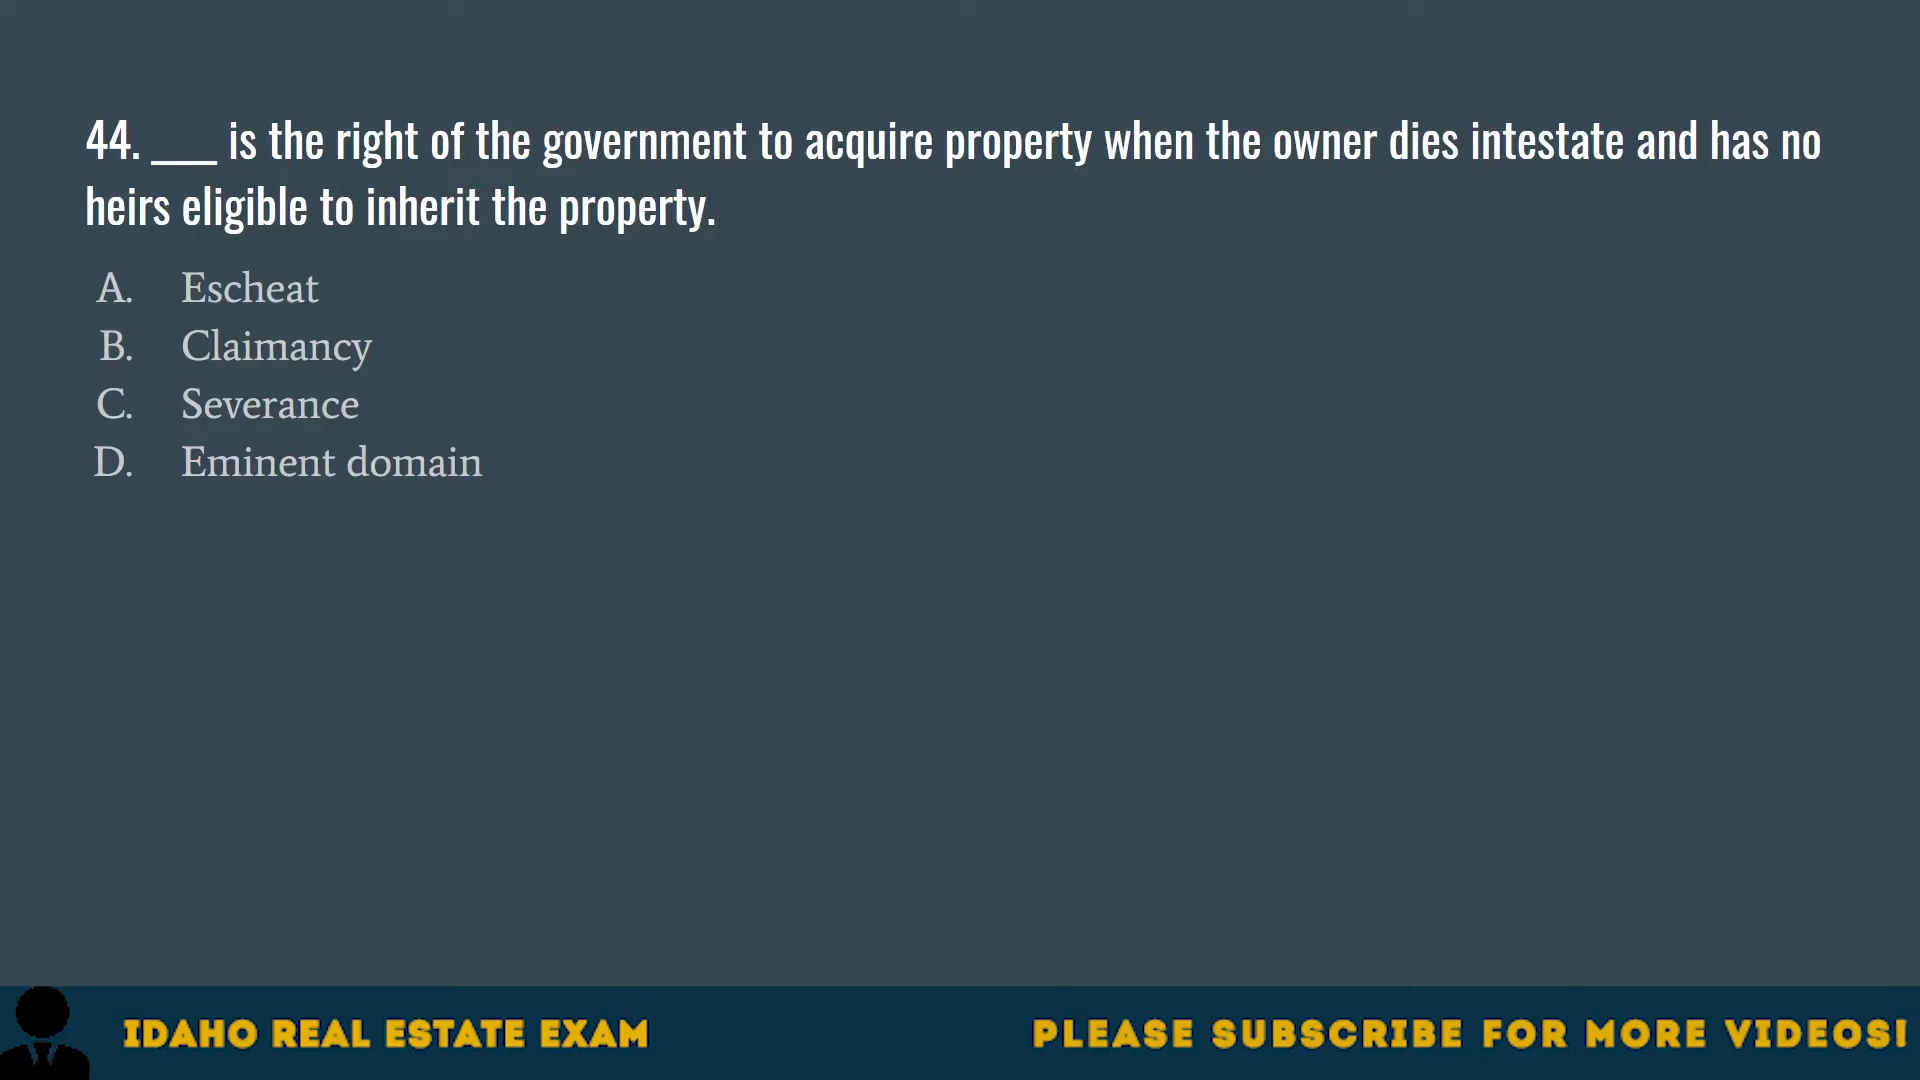 44. ___ is the right of the government to acquire property when the owner dies intestate and has no
heirs eligible to inherit the property.
A. Escheat
B. Claimancy
C. Severance
D. Eminent domain
IDAHO REAL ESTATE EXAM
PLEASE SUBSCRIBE FOR MORE VIDEOS!